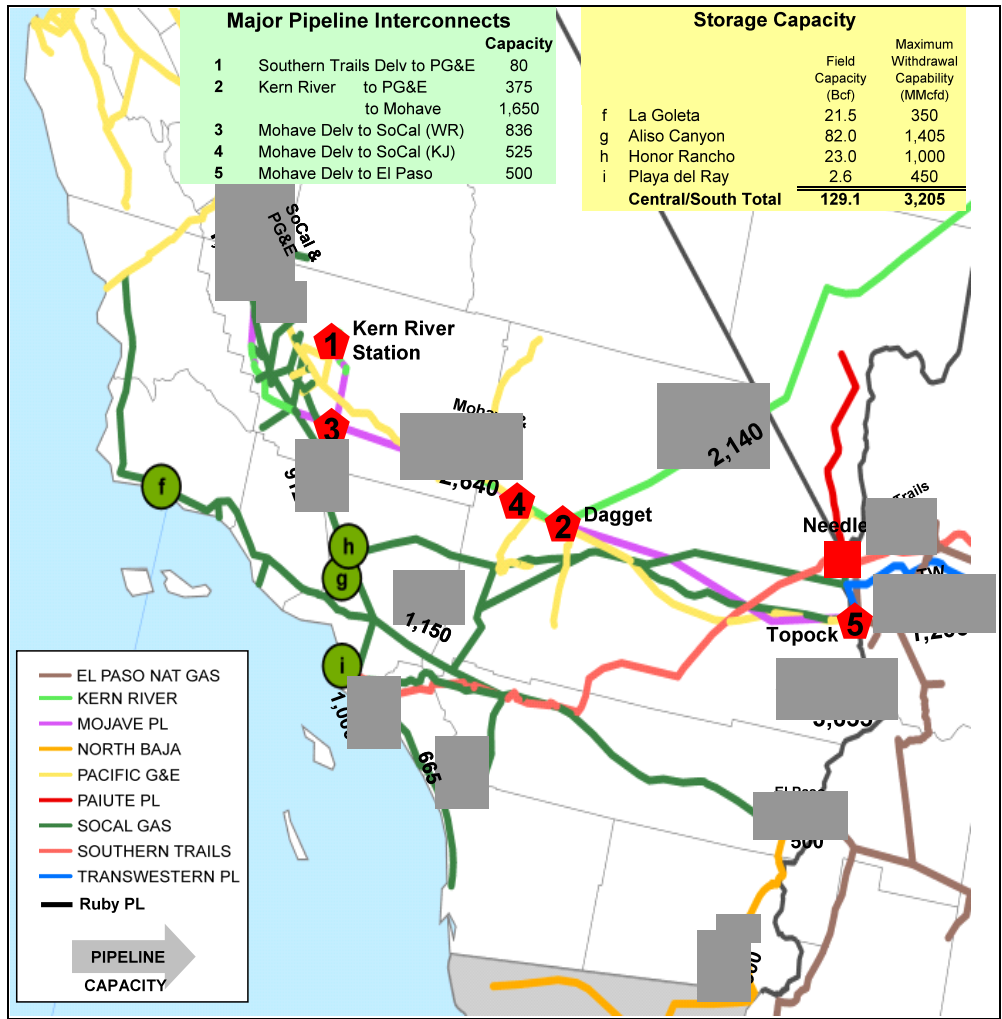 Major Pipeline Interconnects
Capacity
1 Southern Trails Delv to PG&E 80
2 Kern River to PG&E 375
to Mohave 1,650
3 Mohave Delv to SoCal (WR) 836
4 Mohave Delv to SoCal (KJ) 525
5 Mohave Delv to El Paso 500
Storage Capacity
Field Capacity (Bcf)
Maximum Withdrawal Capability (MMcfd)
f La Goleta 21.5 350
g Aliso Canyon 82.0 1,405
h Honor Rancho 23.0 1,000
i Playa del Ray 2.6 450
Central/South Total 129.1 3,205
SoCal &
PG&E
1
Kern River
Station
3
2,140
2,640
4
2
Dagget
Trails
f
h
g
TW
1,150
5
Topock
i
665
El Paso
500
EL PASO NAT GAS
KERN RIVER
MOJAVE PL
NORTH BAJA
PACIFIC G&E
PAIUTE PL
SOCAL GAS
SOUTHERN TRAILS
TRANSWESTERN PL
Ruby PL
PIPELINE
CAPACITY